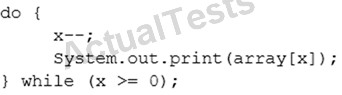 do {
    x--;
    System.out.print(array[x]);
} while (x >= 0);
ActualTests